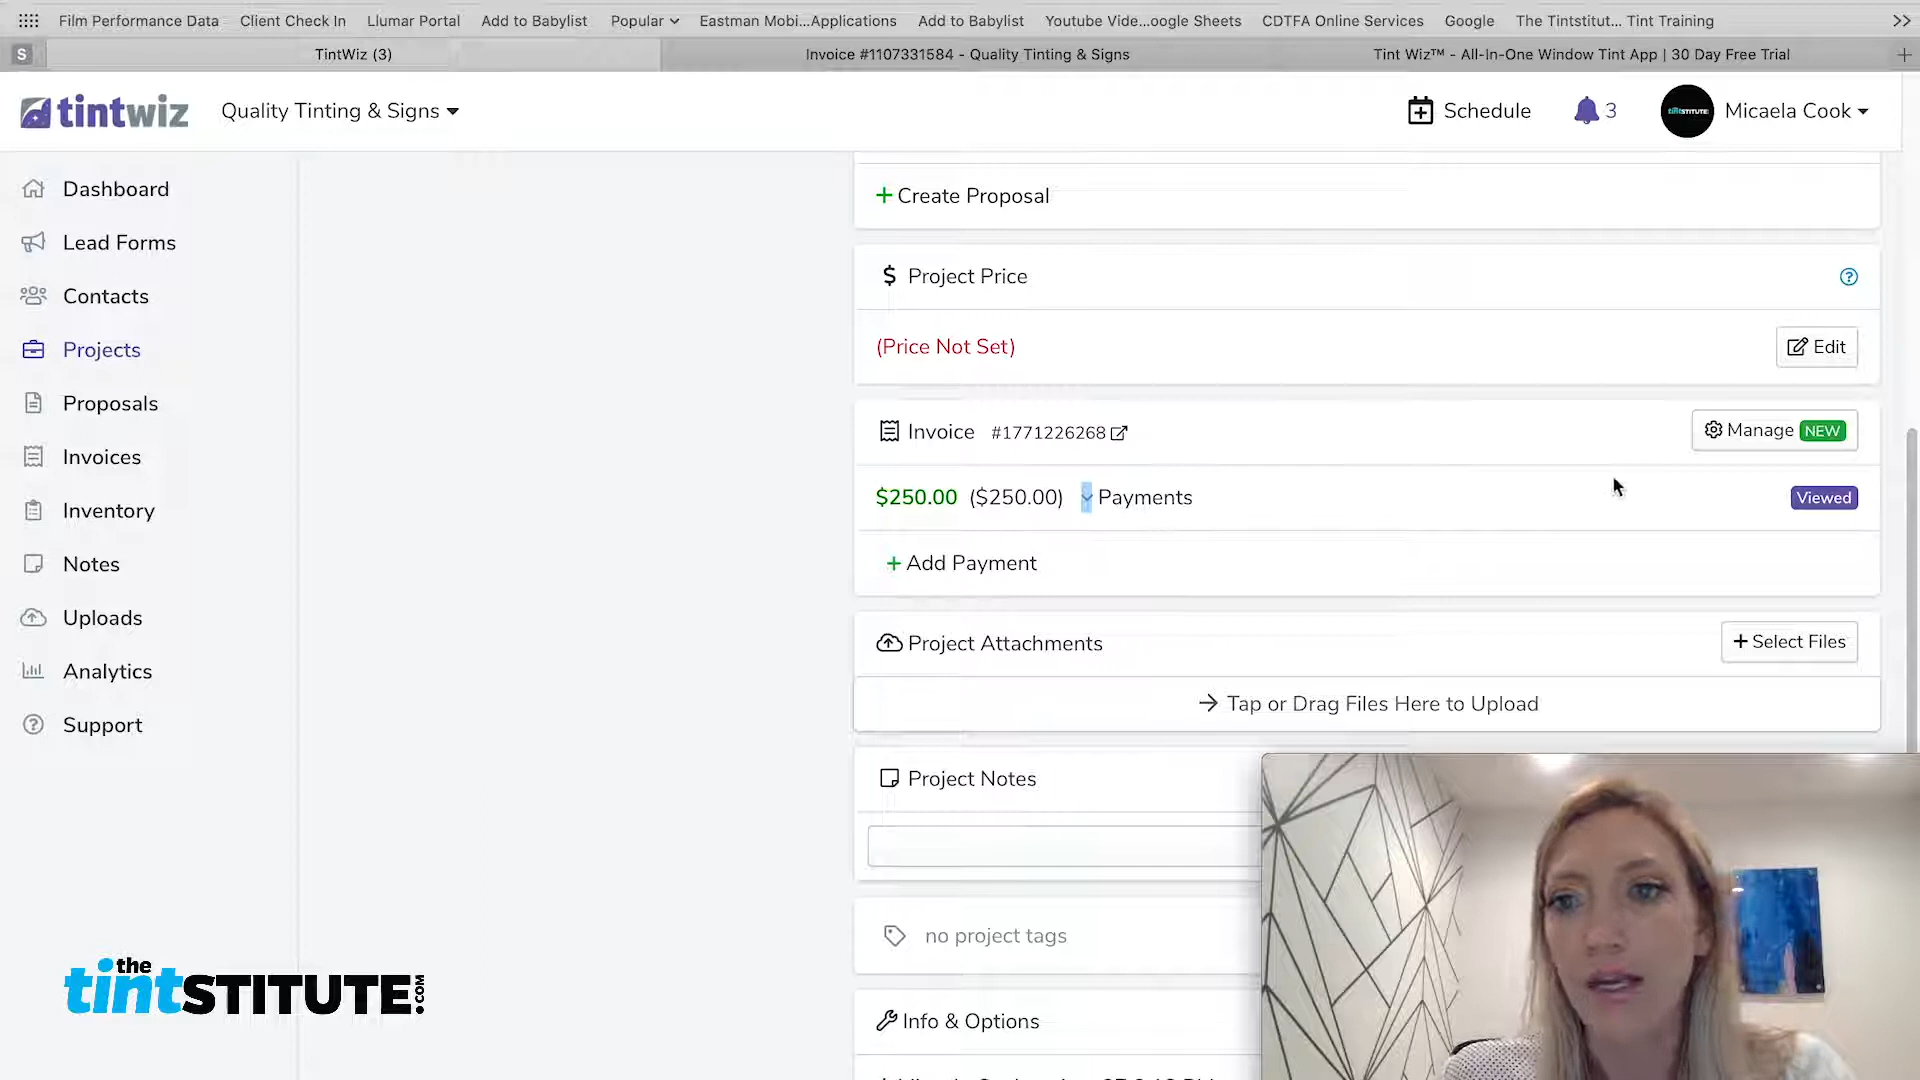 Film Performance Data Client Check In Llumar Portal Add to Babylist Popular Eastman Mobi...Applications Add to Babylist Youtube Vide...oogle Sheets CDTFA Online Services Google The Tintstitut... Tint Training
S TintWiz (3) Invoice #1107331584 - Quality Tinting & Signs Tint Wiz™ - All-In-One Window Tint App | 30 Day Free Trial
tintwiz Quality Tinting & Signs Schedule 3 tintSTITUTE Micaela Cook
Dashboard
Lead Forms
Contacts
Projects
Proposals
Invoices
Inventory
Notes
Uploads
Analytics
Support
+ Create Proposal
$ Project Price
(Price Not Set) Edit
Invoice #1771226268 Manage NEW
$250.00 ($250.00) Payments Viewed
+ Add Payment
Project Attachments + Select Files
→ Tap or Drag Files Here to Upload
Project Notes
no project tags
Info & Options
the
tintSTITUTE.COM